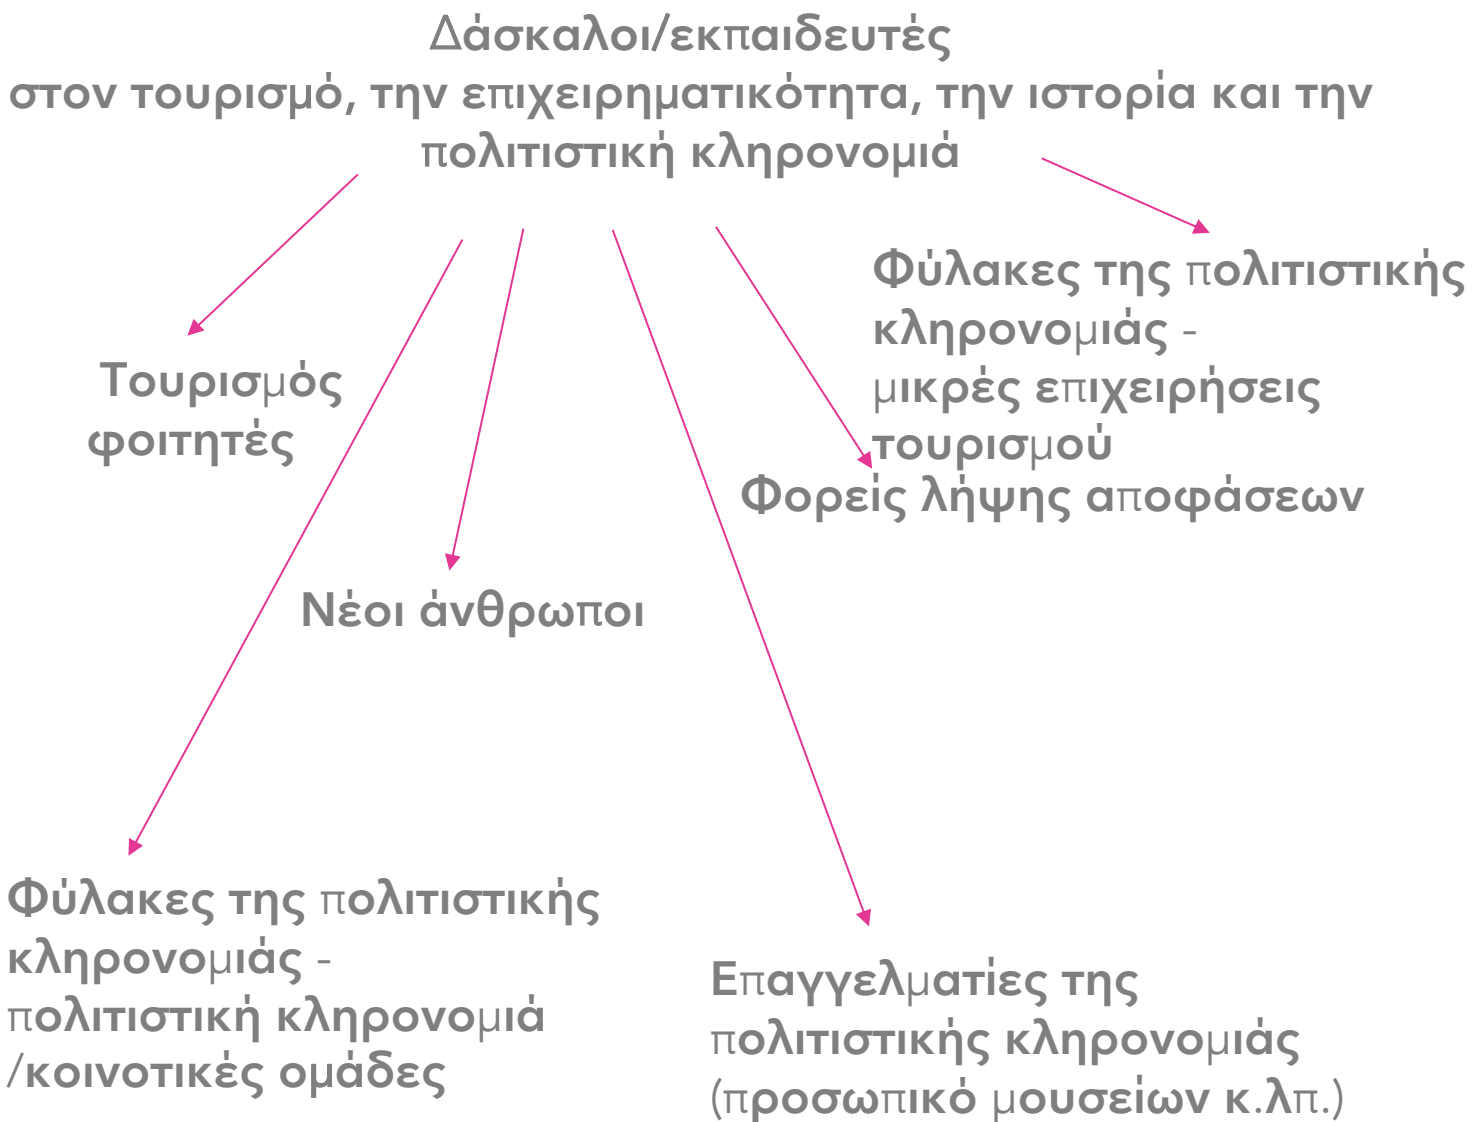 Δάσκαλοι/εκπαιδευτές
στον τουρισμό, την επιχειρηματικότητα, την ιστορία και την
πολιτιστική κληρονομιά
Φύλακες της πολιτιστικής
κληρονομιάς -
μικρές επιχειρήσεις
τουρισμού
Τουρισμός
φοιτητές
Φορείς λήψης αποφάσεων
Νέοι άνθρωποι
Φύλακες της πολιτιστικής
κληρονομιάς -
πολιτιστική κληρονομιά
/κοινοτικές ομάδες
Επαγγελματίες της
πολιτιστικής κληρονομιάς
(προσωπικό μουσείων κ.λπ.)